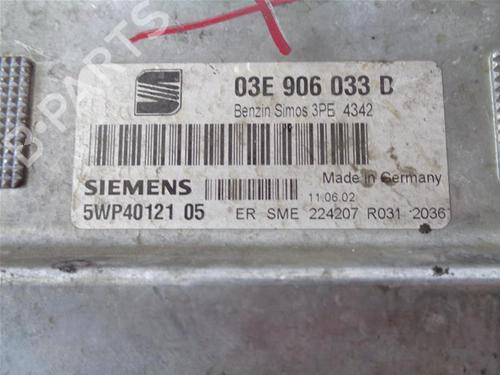 03E 906 033 D
Benzin Simos 3PE 4342
SIEMENS
Made in Germany
11.06.02
5WP40121 05
ER SME 224207 R031 2036